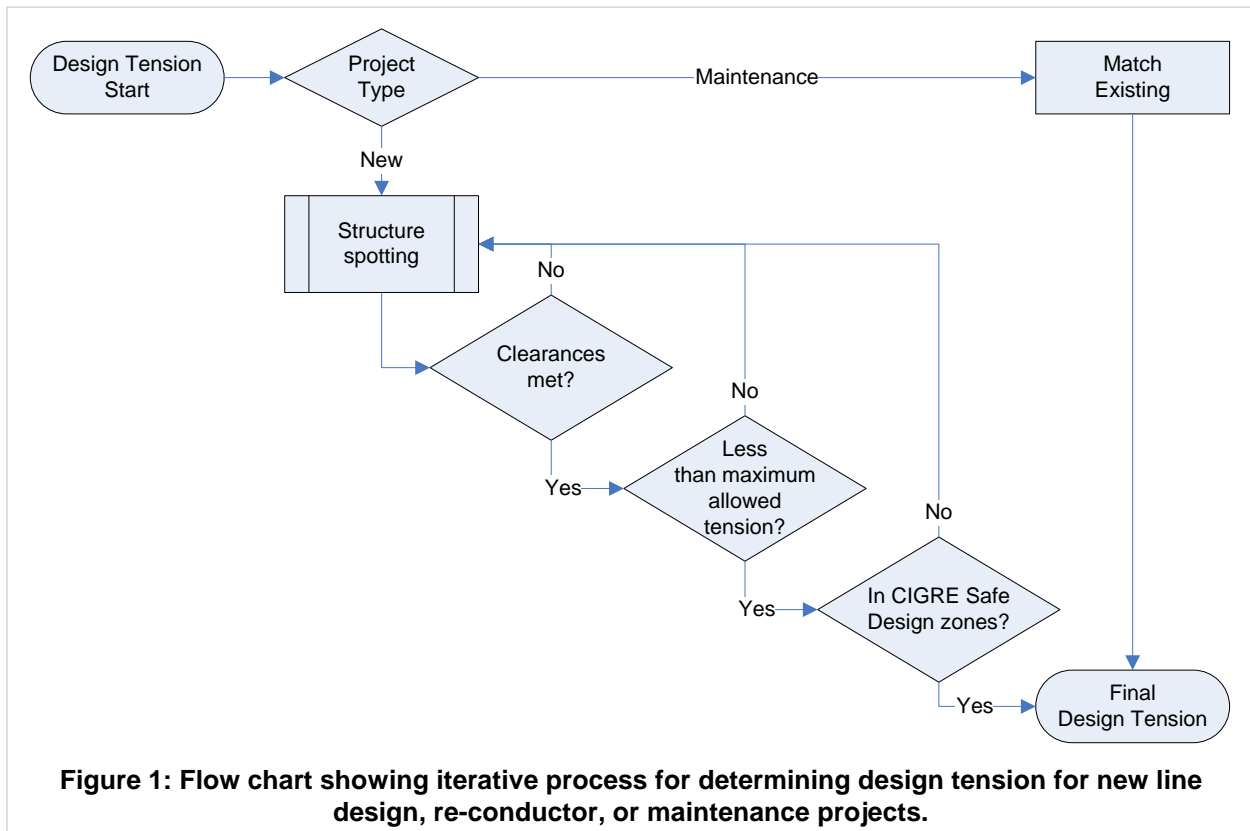 Design Tension
Start
Project
Type
Maintenance
Match
Existing
New
Structure
spotting
No
Clearances
met?
Yes
No
Less
than maximum
allowed
tension?
Yes
No
In CIGRE Safe
Design zones?
Yes
Final
Design Tension
Figure 1: Flow chart showing iterative process for determining design tension for new line
design, re-conductor, or maintenance projects.